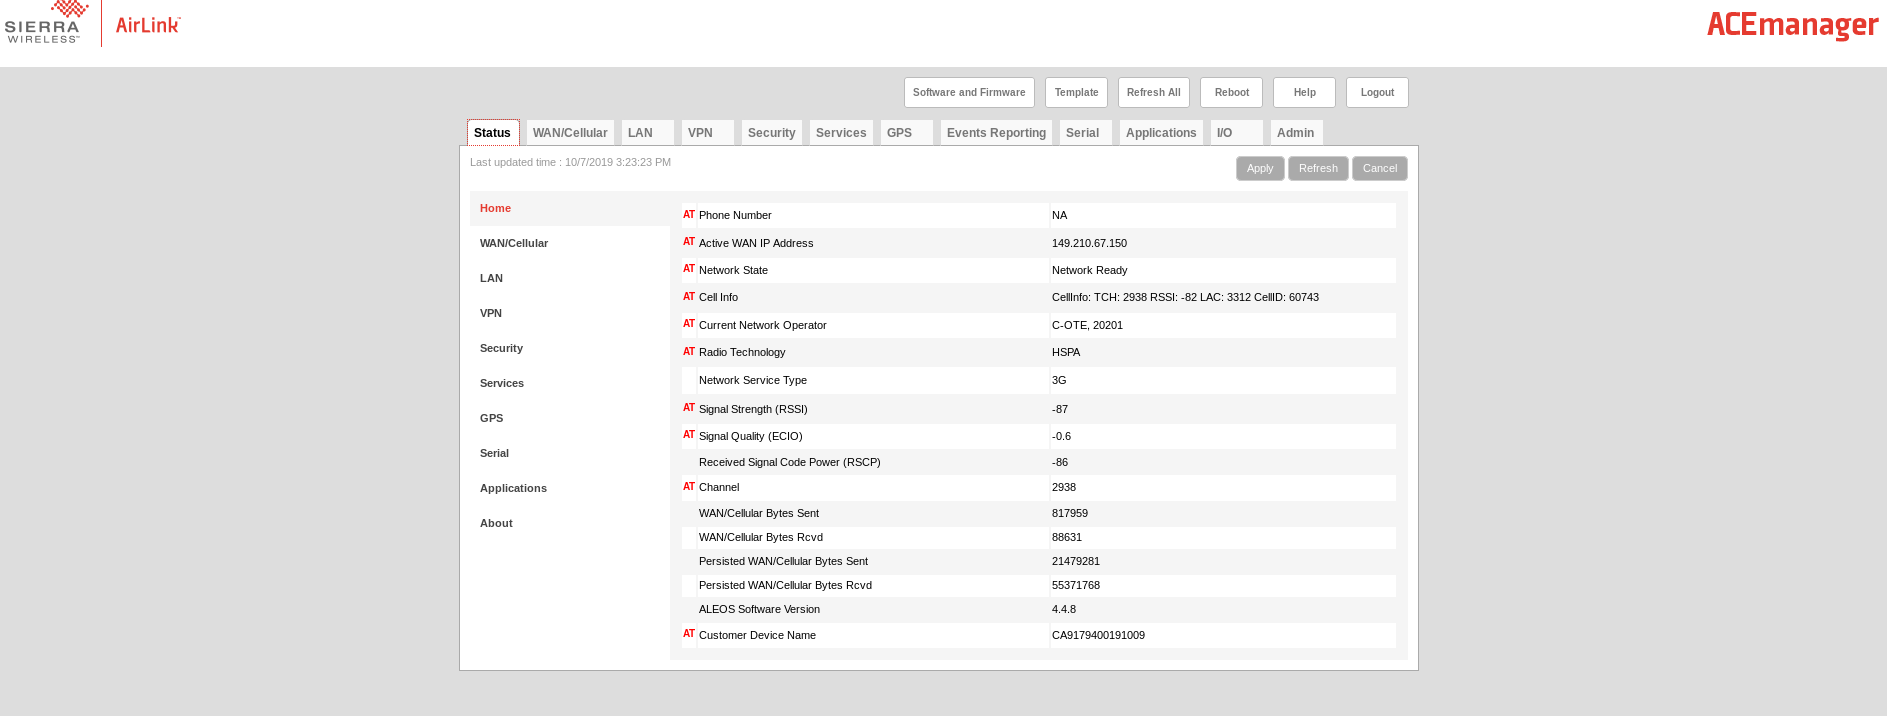 SIERRA
WIRELESS™
AirLink™
ACEmanager
Software and Firmware Template Refresh All Reboot Help Logout
Status WAN/Cellular LAN VPN Security Services GPS Events Reporting Serial Applications I/O Admin
Last updated time : 10/7/2019 3:23:23 PM
Apply Refresh Cancel
Home
WAN/Cellular
LAN
VPN
Security
Services
GPS
Serial
Applications
About
AT Phone Number NA
AT Active WAN IP Address 149.210.67.150
AT Network State Network Ready
AT Cell Info CellInfo: TCH: 2938 RSSI: -82 LAC: 3312 CellID: 60743
AT Current Network Operator C-OTE, 20201
AT Radio Technology HSPA
Network Service Type 3G
AT Signal Strength (RSSI) -87
AT Signal Quality (ECIO) -0.6
Received Signal Code Power (RSCP) -86
AT Channel 2938
WAN/Cellular Bytes Sent 817959
WAN/Cellular Bytes Rcvd 88631
Persisted WAN/Cellular Bytes Sent 21479281
Persisted WAN/Cellular Bytes Rcvd 55371768
ALEOS Software Version 4.4.8
AT Customer Device Name CA9179400191009